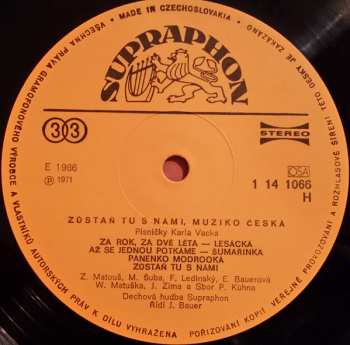 MADE IN CZECHOSLOVAKIA • VŠECHNA PRÁVA GRAMOFONOVÉHO VÝROBCE A VLASTNÍKŮ AUTORSKÝCH PRÁV K DÍLU VYHRAZENA • POŘIZOVÁNÍ KOPIÍ, VEŘEJNÉ PROVOZOVÁNÍ A ROZHLASOVÉ ŠÍŘENÍ TÉTO DESKY JE ZAKÁZÁNO •
SUPRAPHON
33
STEREO
E 1966
Ⓟ 1971
OSA
1 14 1066
H
ZŮSTAŇ TU S NÁMI, MUZIKO ČESKÁ
Písničky Karla Vacka
ZA ROK, ZA DVĚ LÉTA — LESÁCKÁ
AŽ SE JEDNOU POTKÁME — ŠUMAŘINKA
PANENKO MODROOKÁ
ZŮSTAŇ TU S NÁMI
Z. Matouš, M. Šuba, F. Ledinský, E. Bauerová
W. Matuška, J. Zíma a Sbor P. Kühna
Dechová hudba Supraphon
Řídí J. Bauer